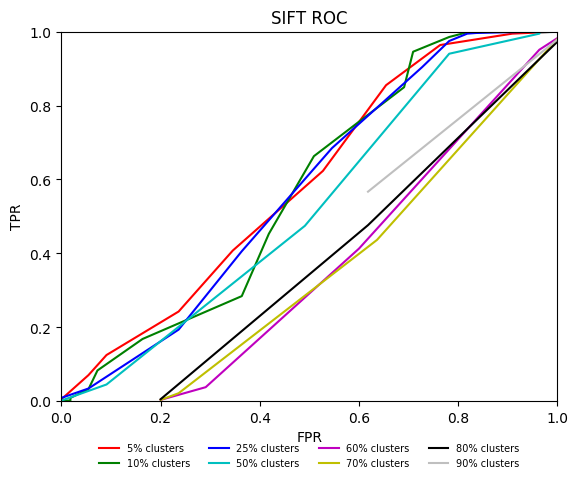 SIFT ROC
1.0
0.8
0.6
0.4
0.2
0.0
TPR
0.0 0.2 0.4 0.6 0.8 1.0
FPR
5% clusters 25% clusters 60% clusters 80% clusters
10% clusters 50% clusters 70% clusters 90% clusters